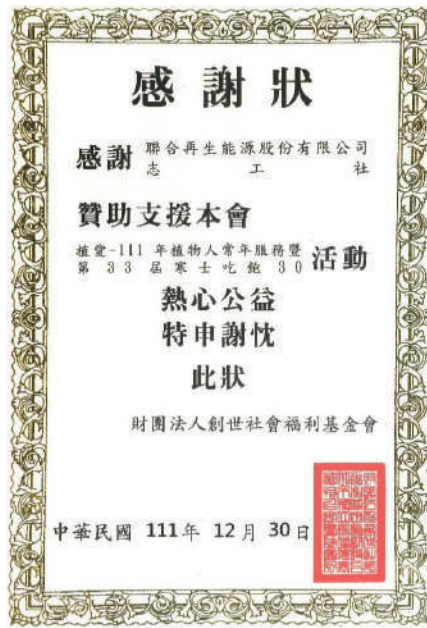 感謝狀
感謝 聯合再生能源股份有限公司
志工社
贊助支援本會
植愛-111 年植物人常年服務暨
第 33 屆寒士吃飽 30 活動
熱心公益
特申謝忱
此狀
財團法人創世社會福利基金會
中華民國 111年 12月 30日